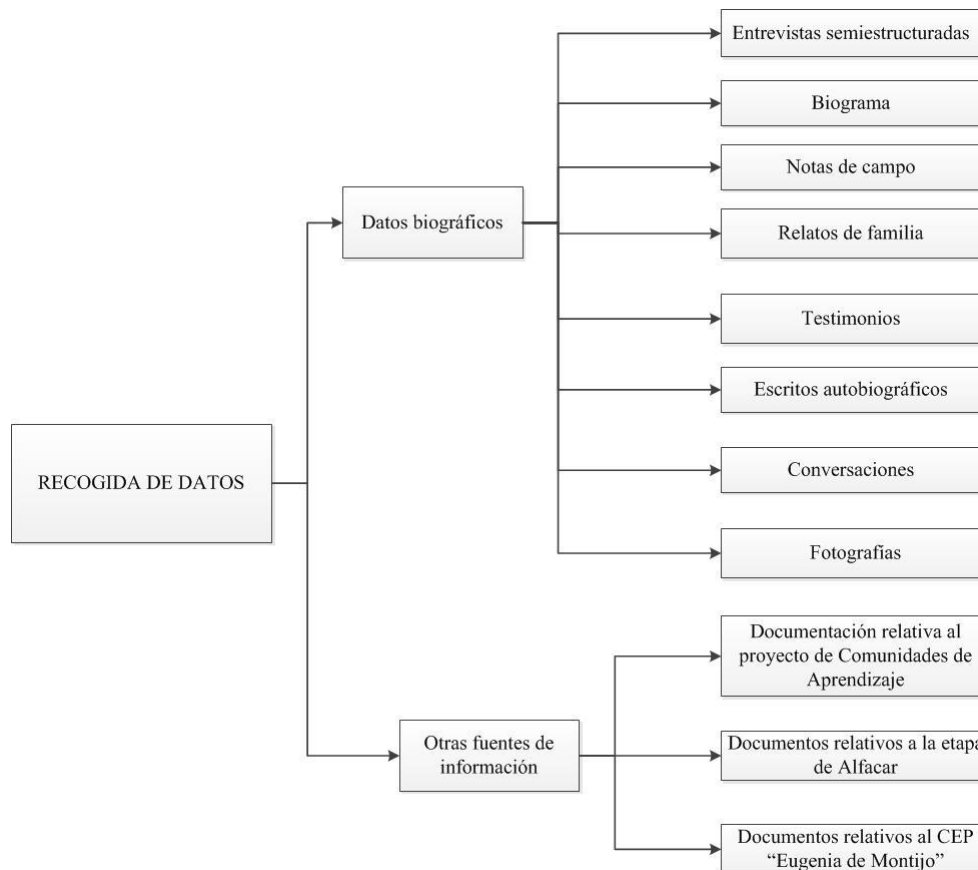 Entrevistas semiestructuradas
Biograma
Notas de campo
Datos biográficos
Relatos de familia
Testimonios
Escritos autobiográficos
RECOGIDA DE DATOS
Conversaciones
Fotografías
Documentación relativa al
proyecto de Comunidades de
Aprendizaje
Otras fuentes de
información
Documentos relativos a la etapa
de Alfacar
Documentos relativos al CEP
“Eugenia de Montijo”